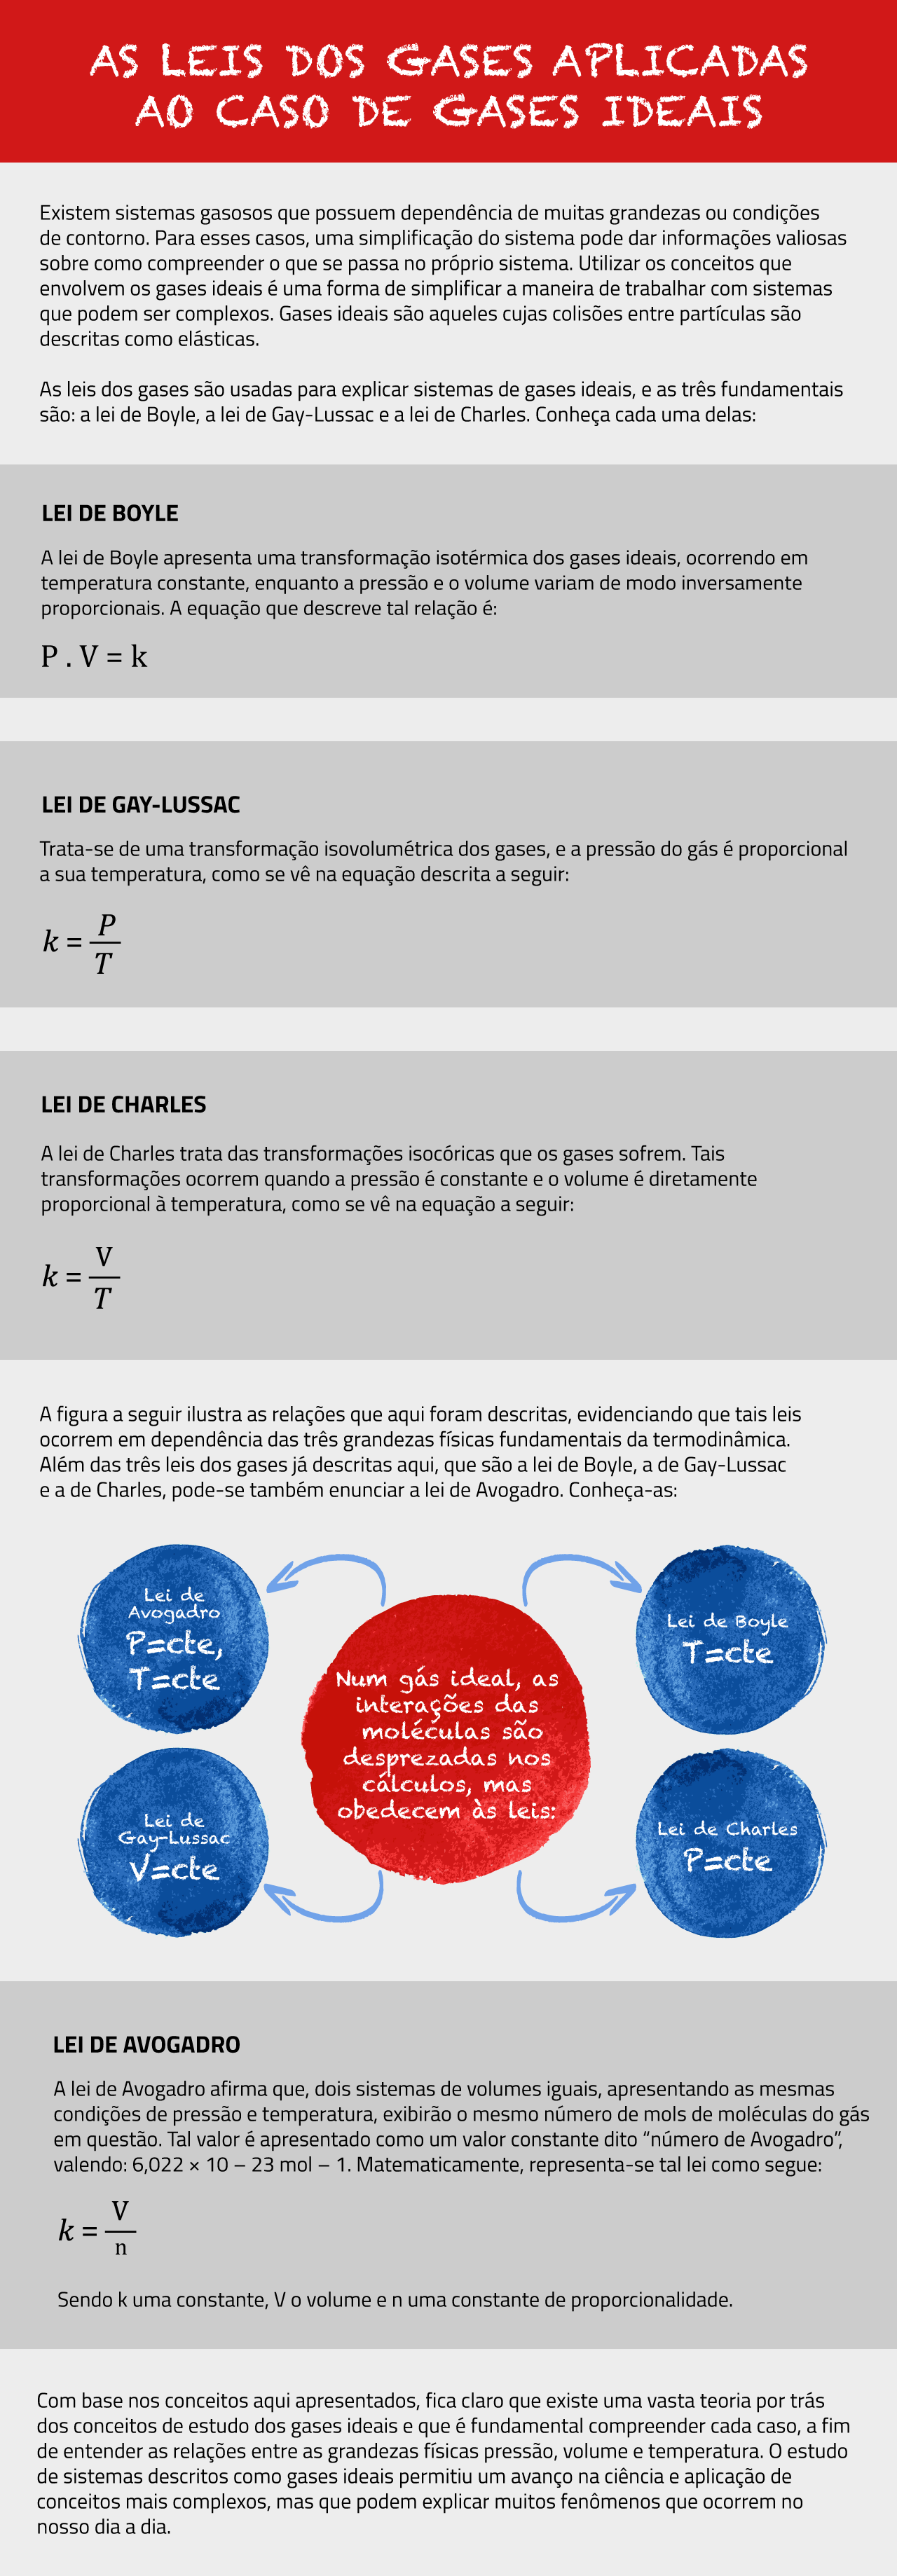 AS LEIS DOS GASES APLICADAS
AO CASO DE GASES IDEAIS
Existem sistemas gasosos que possuem dependência de muitas grandezas ou condições
de contorno. Para esses casos, uma simplificação do sistema pode dar informações valiosas
sobre como compreender o que se passa no próprio sistema. Utilizar os conceitos que
envolvem os gases ideais é uma forma de simplificar a maneira de trabalhar com sistemas
que podem ser complexos. Gases ideais são aqueles cujas colisões entre partículas são
descritas como elásticas.
As leis dos gases são usadas para explicar sistemas de gases ideais, e as três fundamentais
são: a lei de Boyle, a lei de Gay-Lussac e a lei de Charles. Conheça cada uma delas:
LEI DE BOYLE
A lei de Boyle apresenta uma transformação isotérmica dos gases ideais, ocorrendo em
temperatura constante, enquanto a pressão e o volume variam de modo inversamente
proporcionais. A equação que descreve tal relação é:
P . V = k
LEI DE GAY-LUSSAC
Trata-se de uma transformação isovolumétrica dos gases, e a pressão do gás é proporcional
a sua temperatura, como se vê na equação descrita a seguir:
k = P
T
LEI DE CHARLES
A lei de Charles trata das transformações isocóricas que os gases sofrem. Tais
transformações ocorrem quando a pressão é constante e o volume é diretamente
proporcional à temperatura, como se vê na equação a seguir:
k = V
T
A figura a seguir ilustra as relações que aqui foram descritas, evidenciando que tais leis
ocorrem em dependência das três grandezas físicas fundamentais da termodinâmica.
Além das três leis dos gases já descritas aqui, que são a lei de Boyle, a de Gay-Lussac
e a de Charles, pode-se também enunciar a lei de Avogadro. Conheça-as:
Lei de
Avogadro
P=cte,
T=cte
Lei de Boyle
T=cte
Num gás ideal, as
interações das
moléculas são
desprezadas nos
cálculos, mas
obedecem às leis:
Lei de
Gay-Lussac
V=cte
Lei de Charles
P=cte
LEI DE AVOGADRO
A lei de Avogadro afirma que, dois sistemas de volumes iguais, apresentando as mesmas
condições de pressão e temperatura, exibirão o mesmo número de mols de moléculas do gás
em questão. Tal valor é apresentado como um valor constante dito “número de Avogadro”,
valendo: 6,022 × 10 – 23 mol – 1. Matematicamente, representa-se tal lei como segue:
k = V
n
Sendo k uma constante, V o volume e n uma constante de proporcionalidade.
Com base nos conceitos aqui apresentados, fica claro que existe uma vasta teoria por trás
dos conceitos de estudo dos gases ideais e que é fundamental compreender cada caso, a fim
de entender as relações entre as grandezas físicas pressão, volume e temperatura. O estudo
de sistemas descritos como gases ideais permitiu um avanço na ciência e aplicação de
conceitos mais complexos, mas que podem explicar muitos fenômenos que ocorrem no
nosso dia a dia.